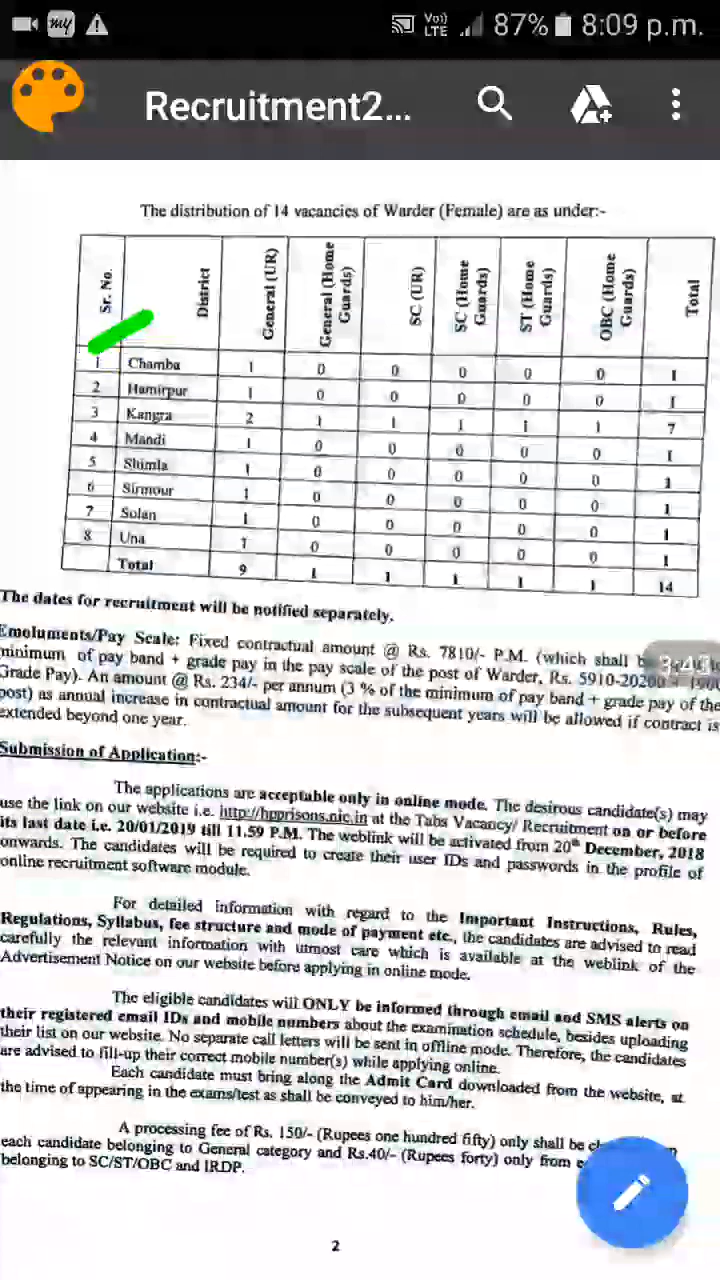 my Vo)) LTE 87% 8:09 p.m.
Recruitment2...
The distribution of 14 vacancies of Warder (Female) are as under:-
Sr. No. District General (UR) General (Home Guards) SC (UR) SC (Home Guards) ST (Home Guards) OBC (Home Guards) Total
1 Chamba 1 0 0 0 0 0 1
2 Hamirpur 1 0 0 0 0 0 1
3 Kangra 2 1 1 1 1 1 7
4 Mandi 1 0 0 0 0 0 1
5 Shimla 1 0 0 0 0 0 1
6 Sirmour 1 0 0 0 0 0 1
7 Solan 1 0 0 0 0 0 1
8 Una 1 0 0 0 0 0 1
Total 9 1 1 1 1 1 14
The dates for recruitment will be notified separately.
Emoluments/Pay Scale: Fixed contractual amount @ Rs. 7810/- P.M. (which shall
minimum of pay band + grade pay in the pay scale of the post of Warder, Rs. 5910-20200 + 1900
Grade Pay). An amount @ Rs. 234/- per annum (3 % of the minimum of pay band + grade pay of the
post) as annual increase in contractual amount for the subsequent years will be allowed if contract is
extended beyond one year.
Submission of Application:-
The applications are acceptable only in online mode. The desirous candidate(s) may
use the link on our website i.e. http://hpprisons.nic.in at the Tabs Vacancy/ Recruitment on or before
its last date i.e. 20/01/2019 till 11.59 P.M. The weblink will be activated from 20th December, 2018
onwards. The candidates will be required to create their user IDs and passwords in the profile of
online recruitment software module.
For detailed information with regard to the Important Instructions, Rules,
Regulations, Syllabus, fee structure and mode of payment etc., the candidates are advised to read
carefully the relevant information with utmost care which is available at the weblink of the
Advertisement Notice on our website before applying in online mode.
The eligible candidates will ONLY be informed through email and SMS alerts on
their registered email IDs and mobile numbers about the examination schedule, besides uploading
their list on our website. No separate call letters will be sent in offline mode. Therefore, the candidates
are advised to fill-up their correct mobile number(s) while applying online.
Each candidate must bring along the Admit Card downloaded from the website, at
the time of appearing in the exams/test as shall be conveyed to him/her.
A processing fee of Rs. 150/- (Rupees one hundred fifty) only shall be
each candidate belonging to General category and Rs.40/- (Rupees forty) only from
belonging to SC/ST/OBC and IRDP.
2